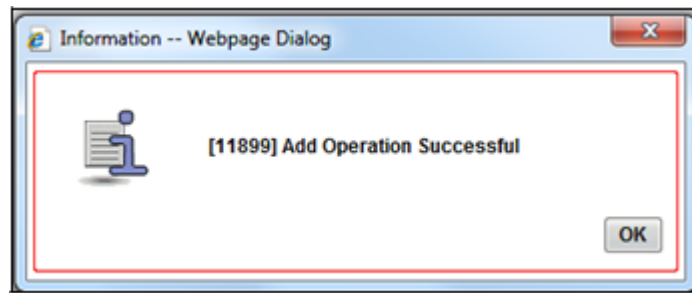 Information -- Webpage Dialog
[11899] Add Operation Successful
OK